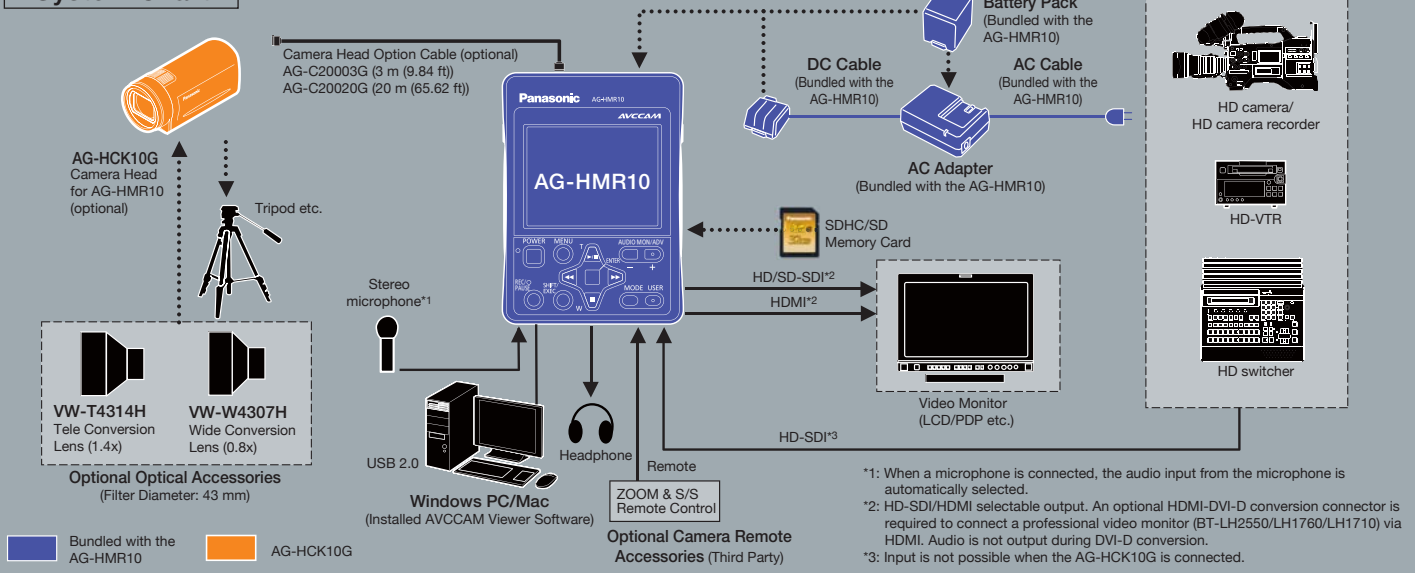 Camera Head Option Cable (optional)
AG-C20003G (3 m (9.84 ft))
AG-C20020G (20 m (65.62 ft))
AG-HCK10G
Camera Head
for AG-HMR10
(optional)
Tripod etc.
VW-T4314H
Tele Conversion
Lens (1.4x)
VW-W4307H
Wide Conversion
Lens (0.8x)
Optional Optical Accessories
(Filter Diameter: 43 mm)
Bundled with the
AG-HMR10
AG-HCK10G
Panasonic AG-HMR10
AVCCAM
AG-HMR10
POWER
MENU
T
AUDIO MON/ADV
ENTER
REC/
PAUSE
SHIFT/
EXEC
W
MODE USER
Stereo
microphone*1
USB 2.0
Windows PC/Mac
(Installed AVCCAM Viewer Software)
Headphone
Remote
ZOOM & S/S
Remote Control
Optional Camera Remote
Accessories (Third Party)
Battery Pack
(Bundled with the
AG-HMR10)
DC Cable
(Bundled with the
AG-HMR10)
AC Cable
(Bundled with the
AG-HMR10)
AC Adapter
(Bundled with the AG-HMR10)
Panasonic
SDHC/SD
Memory Card
HD/SD-SDI*2
HDMI*2
Video Monitor
(LCD/PDP etc.)
HD-SDI*3
HD camera/
HD camera recorder
HD-VTR
HD switcher
*1: When a microphone is connected, the audio input from the microphone is
automatically selected.
*2: HD-SDI/HDMI selectable output. An optional HDMI-DVI-D conversion connector is
required to connect a professional video monitor (BT-LH2550/LH1760/LH1710) via
HDMI. Audio is not output during DVI-D conversion.
*3: Input is not possible when the AG-HCK10G is connected.